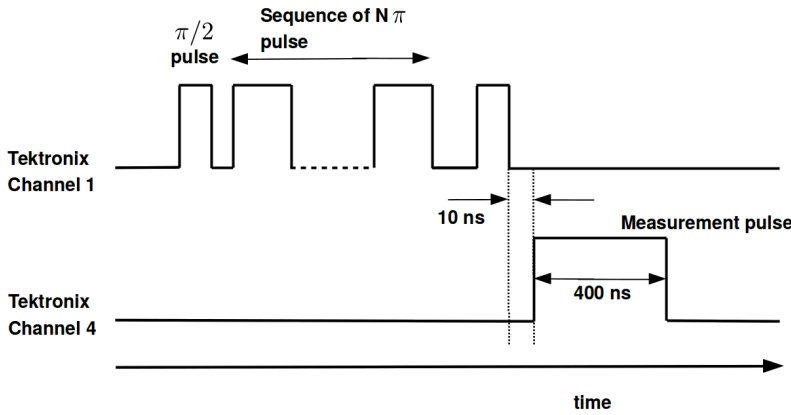 Sequence of N π
pulse
π/2
pulse
Tektronix
Channel 1
10 ns
Measurement pulse
400 ns
Tektronix
Channel 4
time